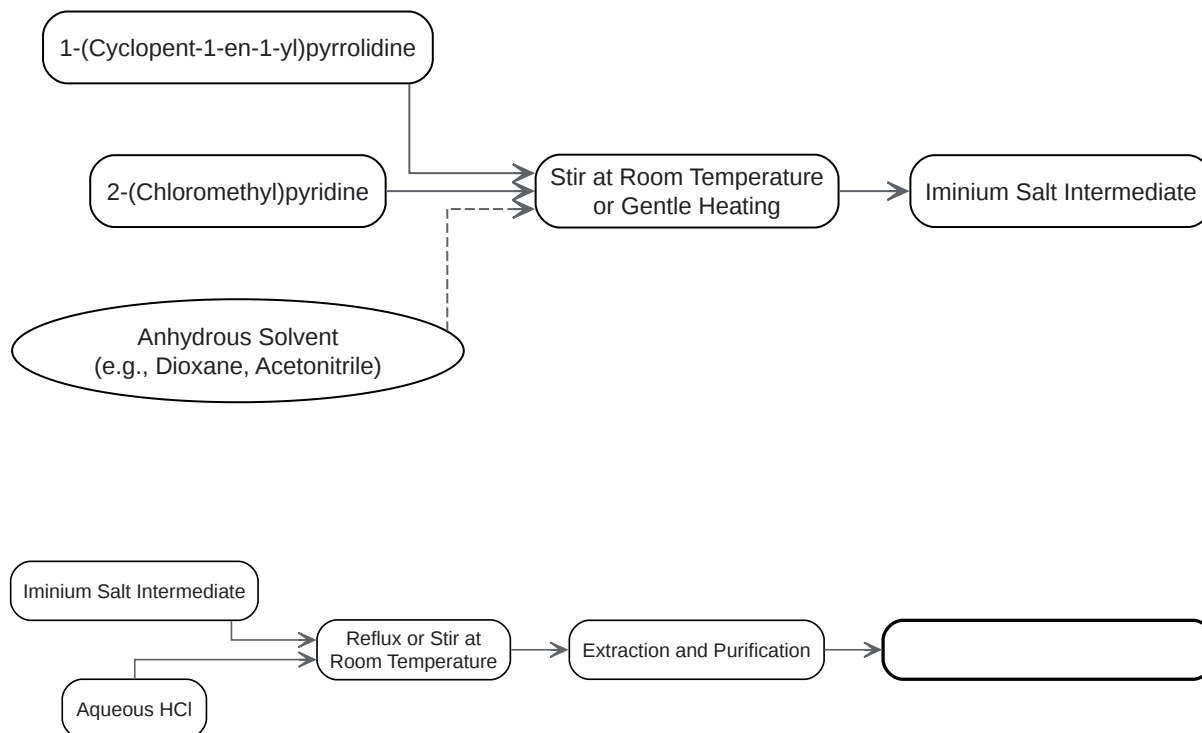 1-(Cyclopent-1-en-1-yl)pyrrolidine
2-(Chloromethyl)pyridine
Stir at Room Temperature
or Gentle Heating
Iminium Salt Intermediate
Anhydrous Solvent
(e.g., Dioxane, Acetonitrile)
Iminium Salt Intermediate
Reflux or Stir at
Room Temperature
Extraction and Purification
Aqueous HCl